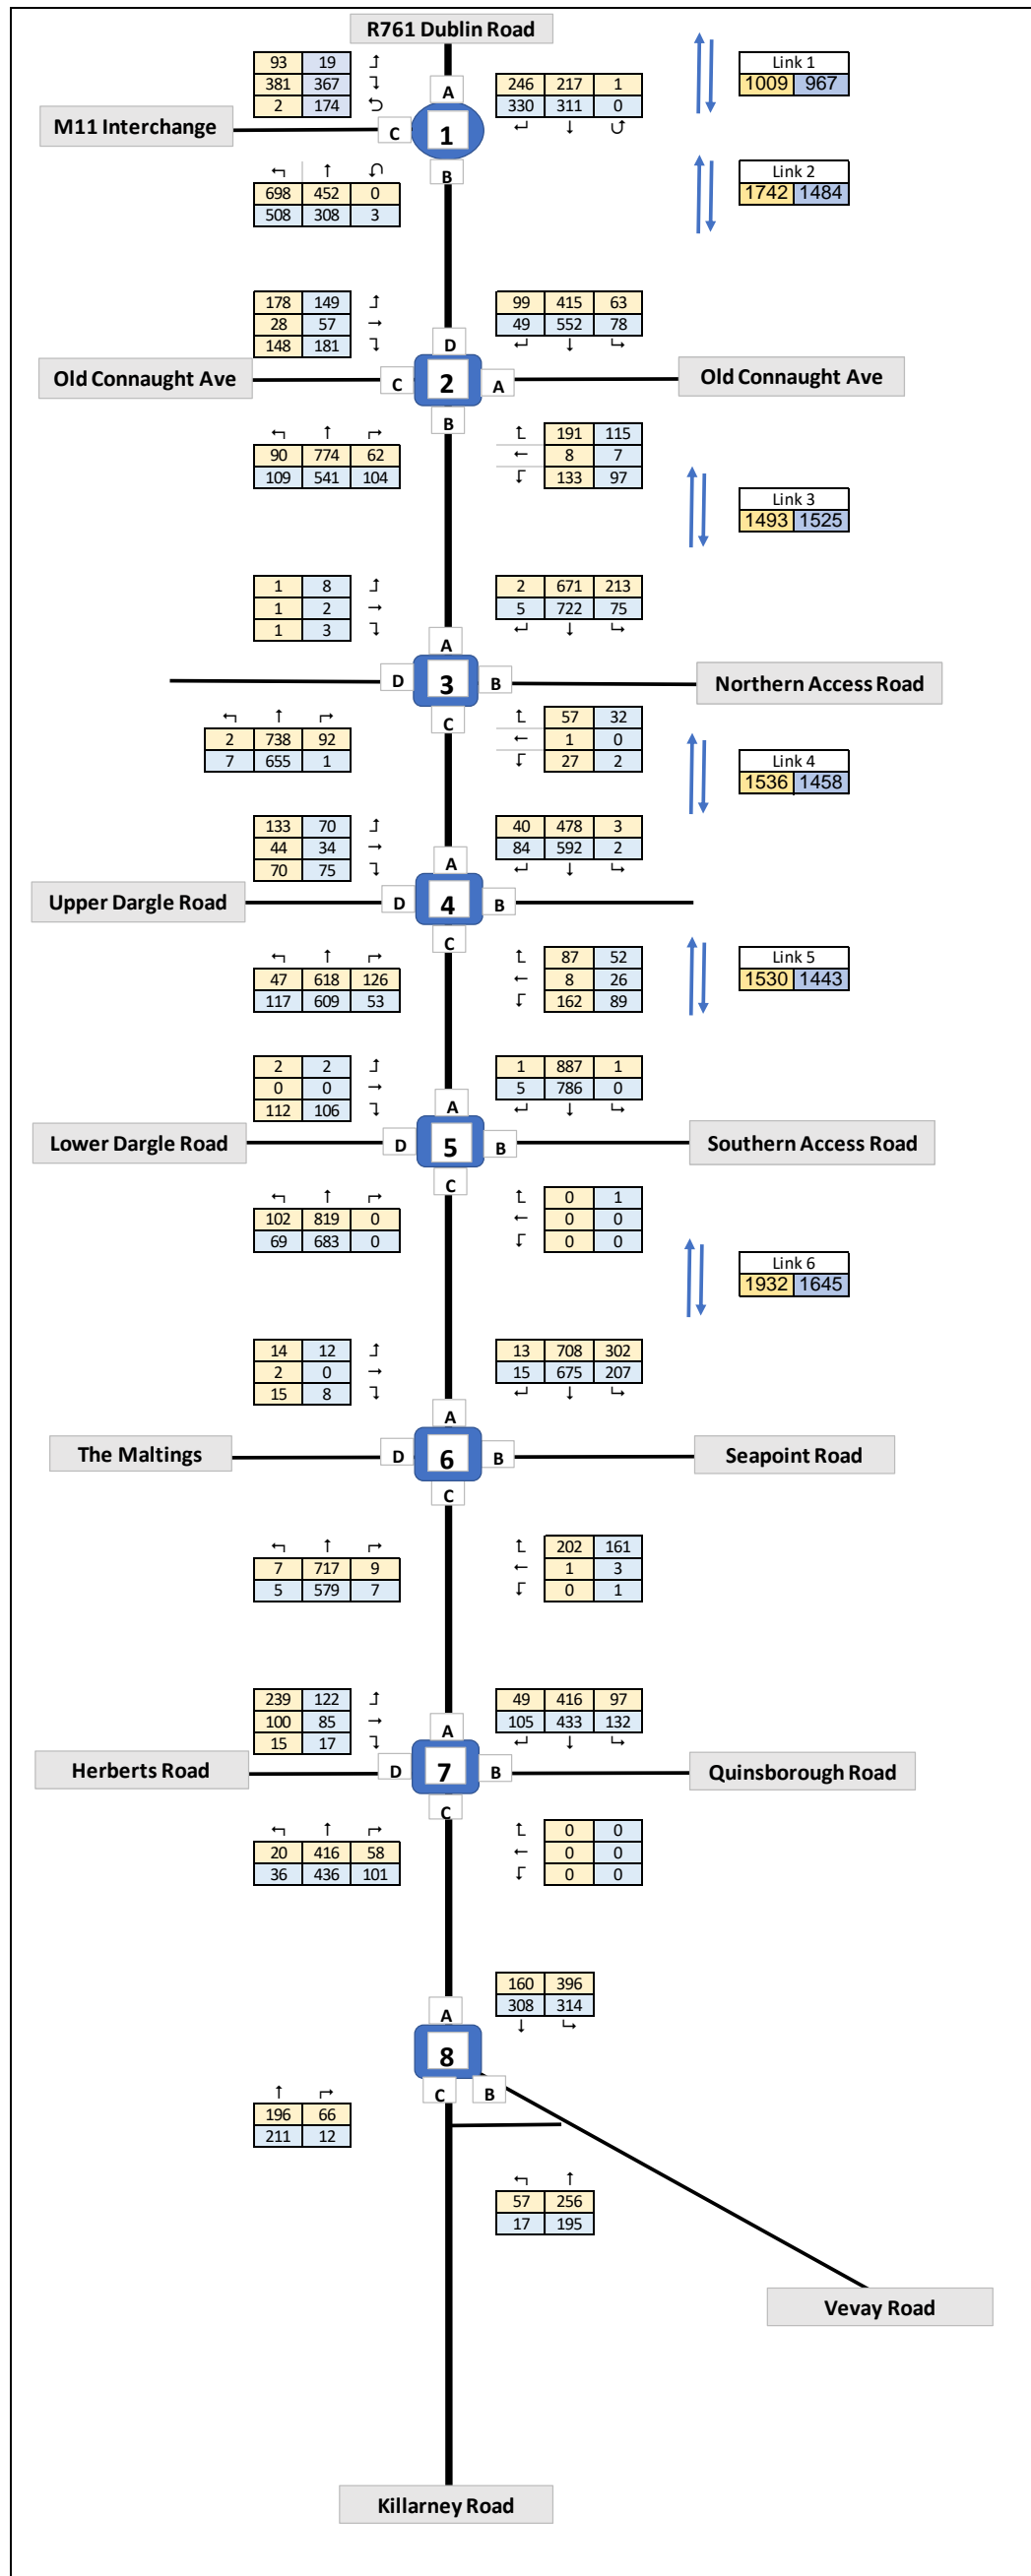 R761 Dublin Road
93 19 ↰
381 367 ↴
2 174 ⮌
A
246 217 1
330 311 0
↵ ↓ ⮍
Link 1
1009 967
M11 Interchange
C
1
B
↰ ↑ ↶
698 452 0
508 308 3
Link 2
1742 1484
178 149 ⮥
28 57 →
148 181 ↴
99 415 63
49 552 78
↵ ↓ ↳
D
Old Connaught Ave
C
2
A
Old Connaught Ave
B
↰ ↑ ↱
90 774 62
109 541 104
↑ 191 115
← 8 7
↓ 133 97
Link 3
1493 1525
1 8 ⮥
1 2 →
1 3 ↴
2 671 213
5 722 75
↵ ↓ ↳
A
D
3
B
Northern Access Road
C
↰ ↑ ↱
2 738 92
7 655 1
↑ 57 32
← 1 0
↓ 27 2
Link 4
1536 1458
133 70 ⮥
44 34 →
70 75 ↴
40 478 3
84 592 2
↵ ↓ ↳
A
Upper Dargle Road
D
4
B
C
↰ ↑ ↱
47 618 126
117 609 53
↑ 87 52
← 8 26
↓ 162 89
Link 5
1530 1443
2 2 ⮥
0 0 →
112 106 ↴
1 887 1
5 786 0
↵ ↓ ↳
A
Lower Dargle Road
D
5
B
Southern Access Road
C
↰ ↑ ↱
102 819 0
69 683 0
↑ 0 1
← 0 0
↓ 0 0
Link 6
1932 1645
14 12 ⮥
2 0 →
15 8 ↴
13 708 302
15 675 207
↵ ↓ ↳
A
The Maltings
D
6
B
Seapoint Road
C
↰ ↑ ↱
7 717 9
5 579 7
↑ 202 161
← 1 3
↓ 0 1
239 122 ⮥
100 85 →
15 17 ↴
49 416 97
105 433 132
↵ ↓ ↳
A
Herberts Road
D
7
B
Quinsborough Road
C
↰ ↑ ↱
20 416 58
36 436 101
↑ 0 0
← 0 0
↓ 0 0
160 396
308 314
↓ ↳
A
8
C
B
↑ ↱
196 66
211 12
↰ ↑
57 256
17 195
Vevay Road
Killarney Road